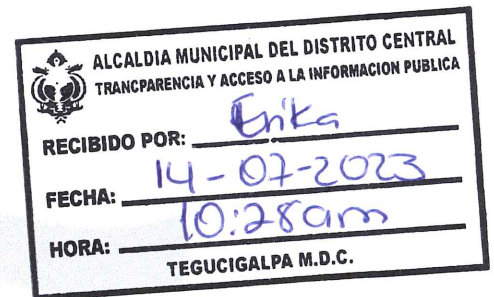 ALCALDIA MUNICIPAL DEL DISTRITO CENTRAL
TRANCPARENCIA Y ACCESO A LA INFORMACION PUBLICA
RECIBIDO POR: Erika
FECHA: 14-07-2023
HORA: 10:28am
TEGUCIGALPA M.D.C.